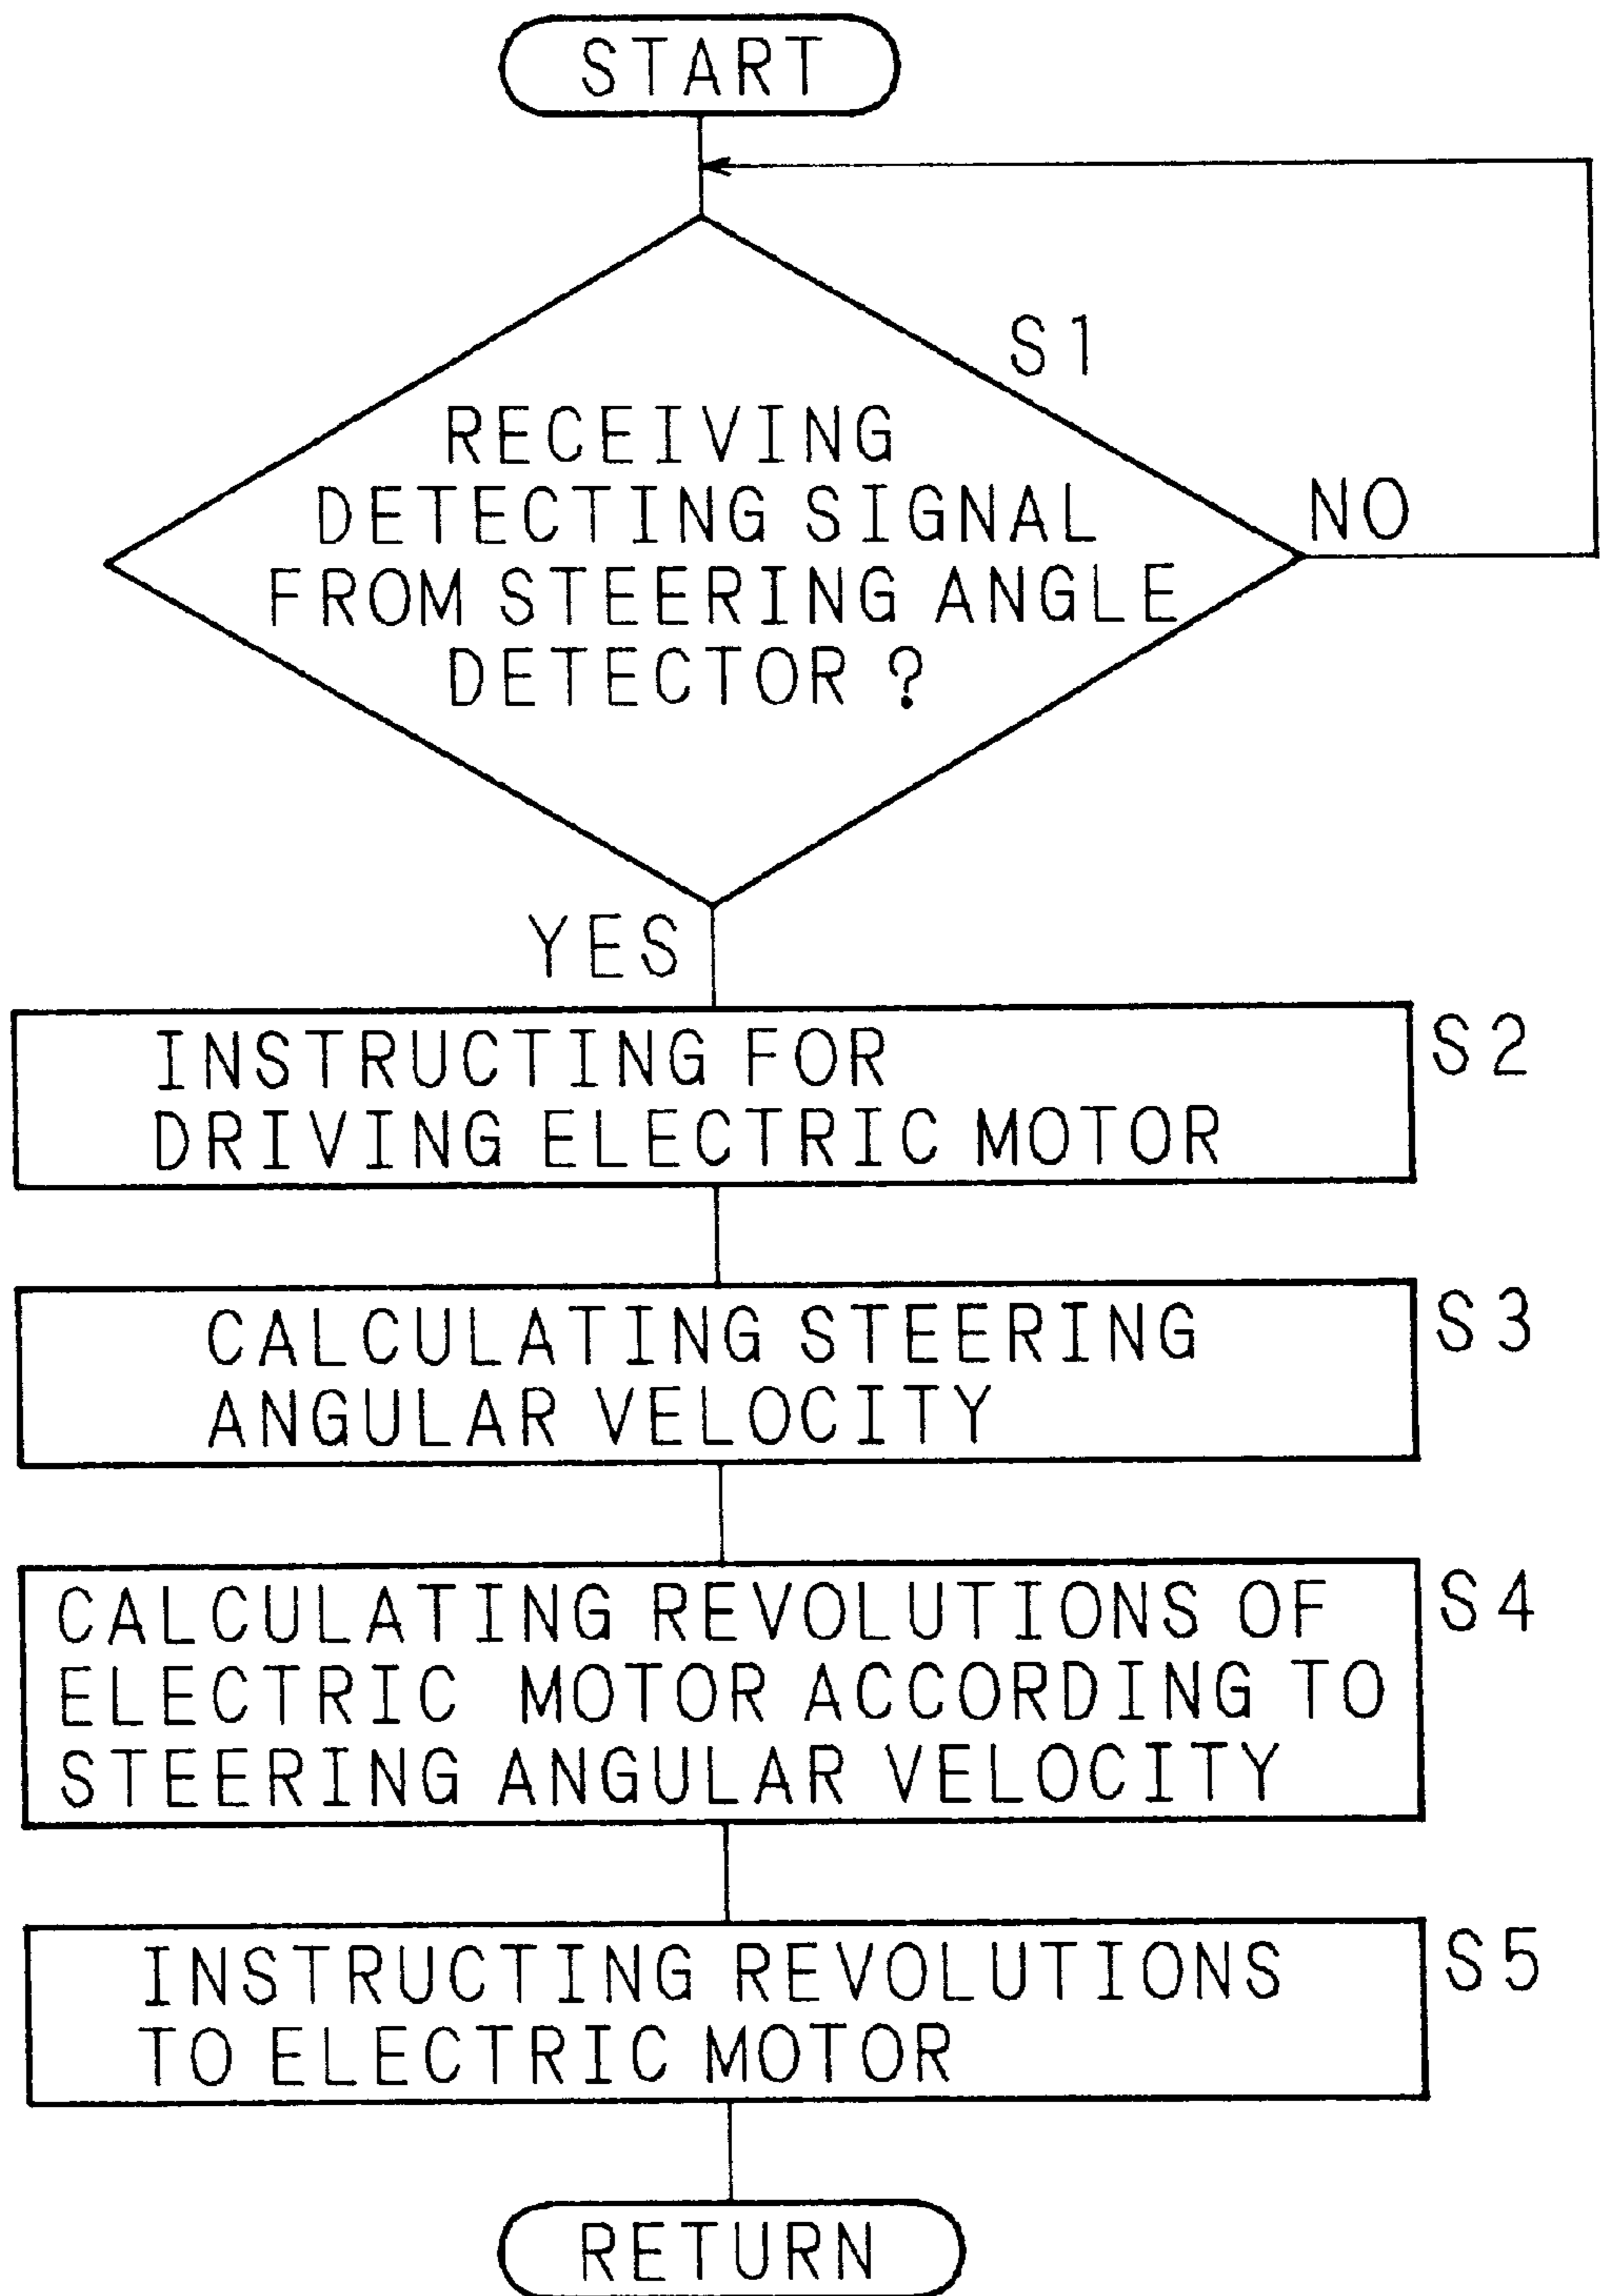 START
S1
RECEIVING
DETECTING SIGNAL
FROM STEERING ANGLE
DETECTOR ?
NO
YES
INSTRUCTING FOR
DRIVING ELECTRIC MOTOR
S2
CALCULATING STEERING
ANGULAR VELOCITY
S3
CALCULATING REVOLUTIONS OF
ELECTRIC MOTOR ACCORDING TO
STEERING ANGULAR VELOCITY
S4
INSTRUCTING REVOLUTIONS
TO ELECTRIC MOTOR
S5
RETURN